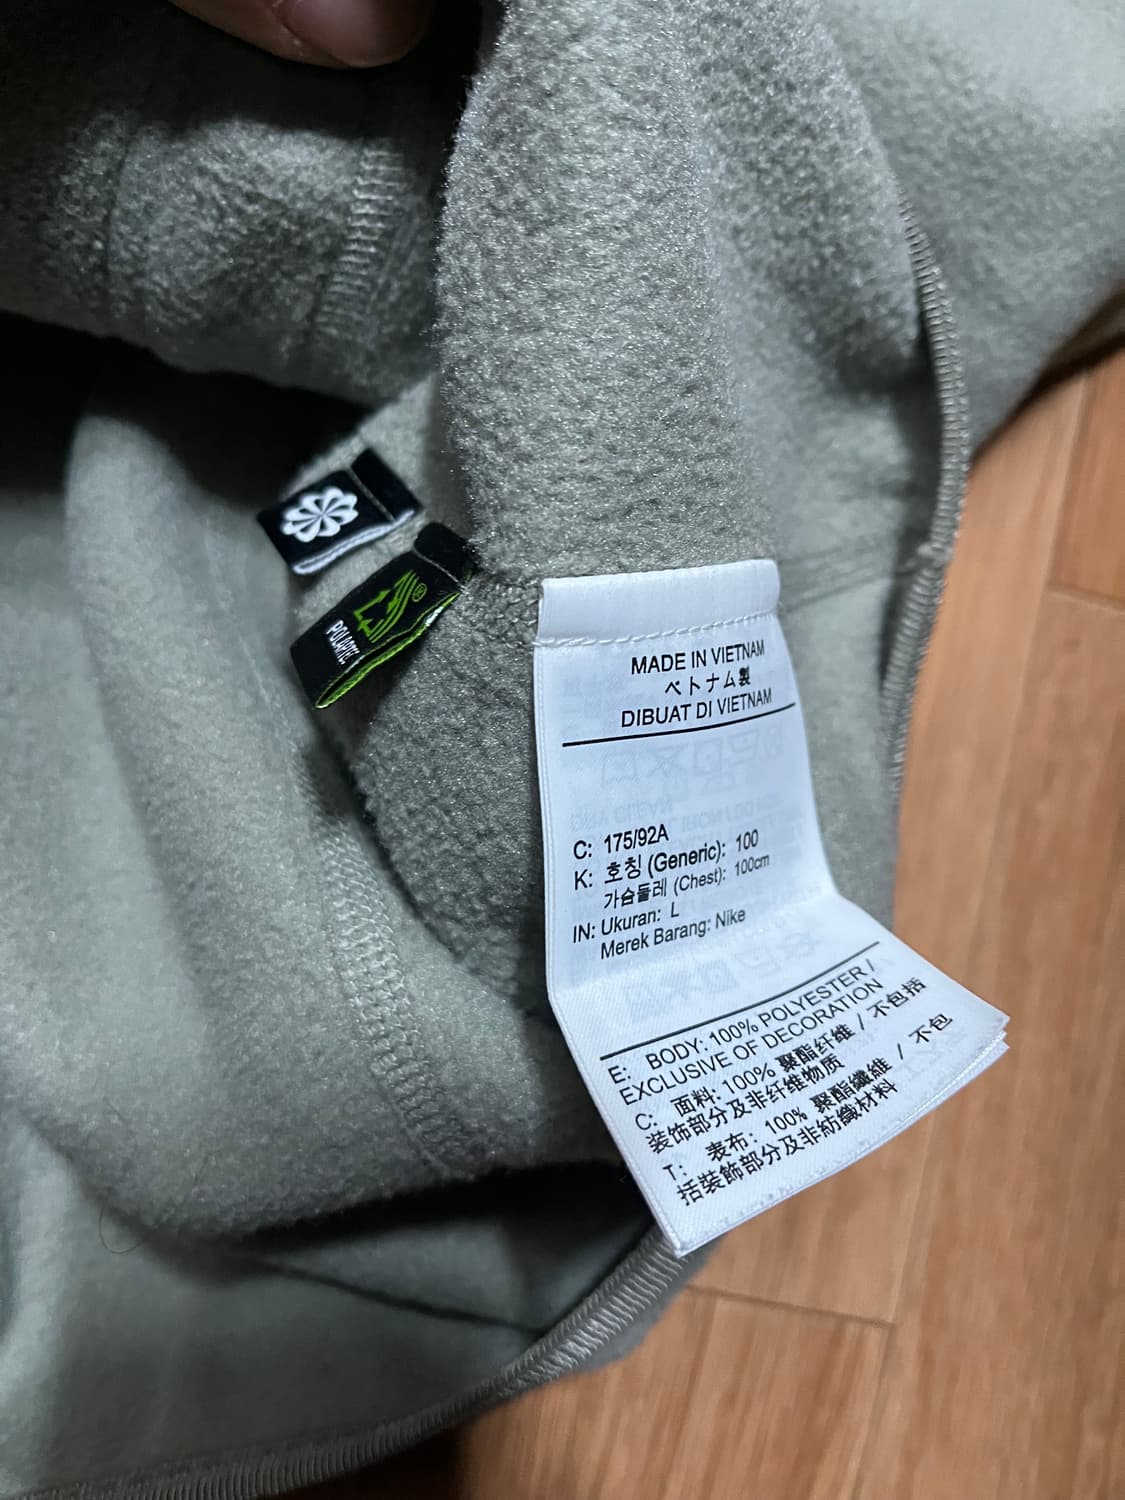 POLARTEC
®
MADE IN VIETNAM
ベトナム製
DIBUAT DI VIETNAM
C: 175/92A
K: 호칭 (Generic): 100
가슴둘레 (Chest): 100cm
IN: Ukuran: L
Merek Barang: Nike
E: BODY: 100% POLYESTER /
EXCLUSIVE OF DECORATION
C: 面料: 100% 聚酯纤维 / 不包括
装饰部分及非纤维物质
T: 表布: 100% 聚酯纖維 / 不包
括裝飾部分及非紡織材料